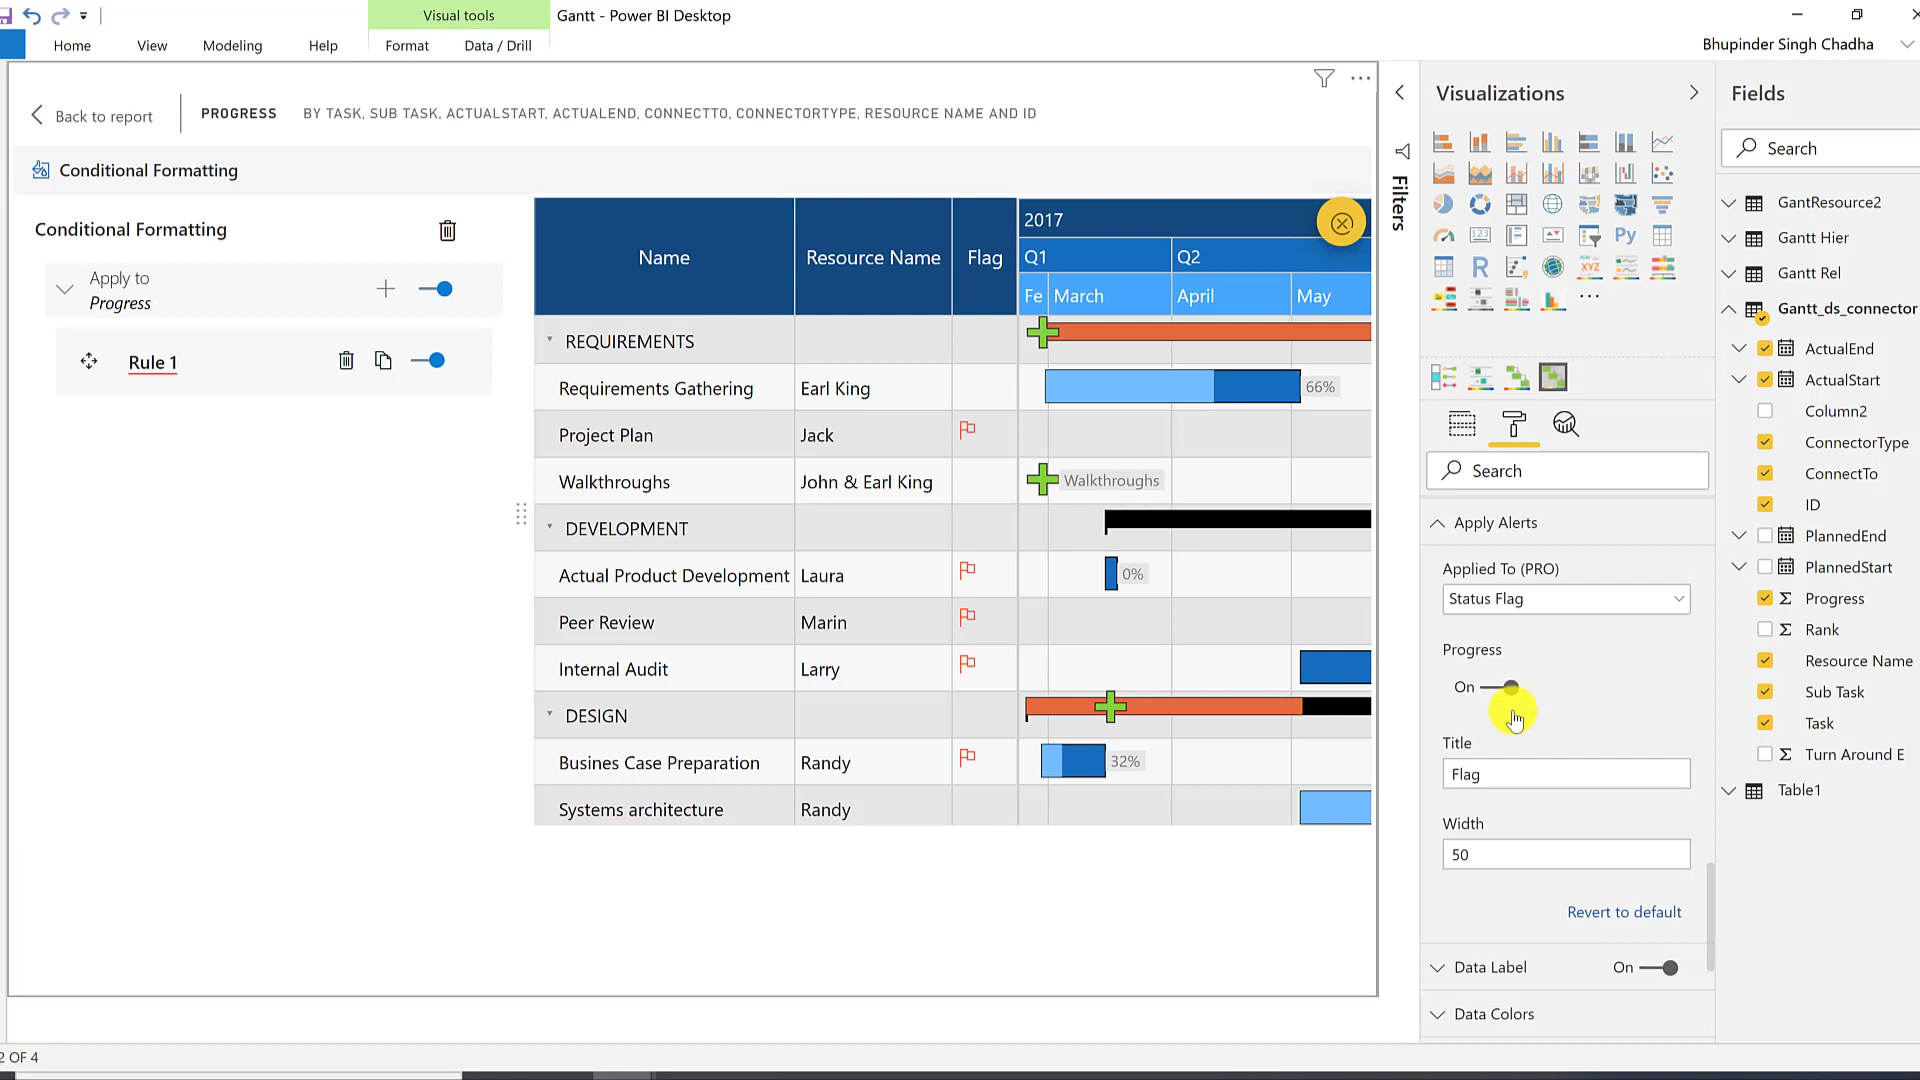 Visual tools
Gantt - Power BI Desktop
Home
View
Modeling
Help
Format
Data / Drill
Bhupinder Singh Chadha
Back to report
PROGRESS
BY TASK, SUB TASK, ACTUALSTART, ACTUALEND, CONNECTTO, CONNECTORTYPE, RESOURCE NAME AND ID
Conditional Formatting
Conditional Formatting
Apply to
Progress
Rule 1
Name
Resource Name
Flag
2017
Q1
Q2
Fe
March
April
May
REQUIREMENTS
Requirements Gathering
Earl King
66%
Project Plan
Jack
Walkthroughs
John & Earl King
Walkthroughs
DEVELOPMENT
Actual Product Development
Laura
0%
Peer Review
Marin
Internal Audit
Larry
DESIGN
Busines Case Preparation
Randy
32%
Systems architecture
Randy
Filters
Visualizations
123
Py
R
XYZ
Search
Apply Alerts
Applied To (PRO)
Status Flag
Progress
On
Title
Flag
Width
50
Revert to default
Data Label
On
Data Colors
Fields
Search
GantResource2
Gantt Hier
Gantt Rel
Gantt_ds_connector
ActualEnd
ActualStart
Column2
ConnectorType
ConnectTo
ID
PlannedEnd
PlannedStart
Σ Progress
Σ Rank
Resource Name
Sub Task
Task
Σ Turn Around E
Table1
2 OF 4